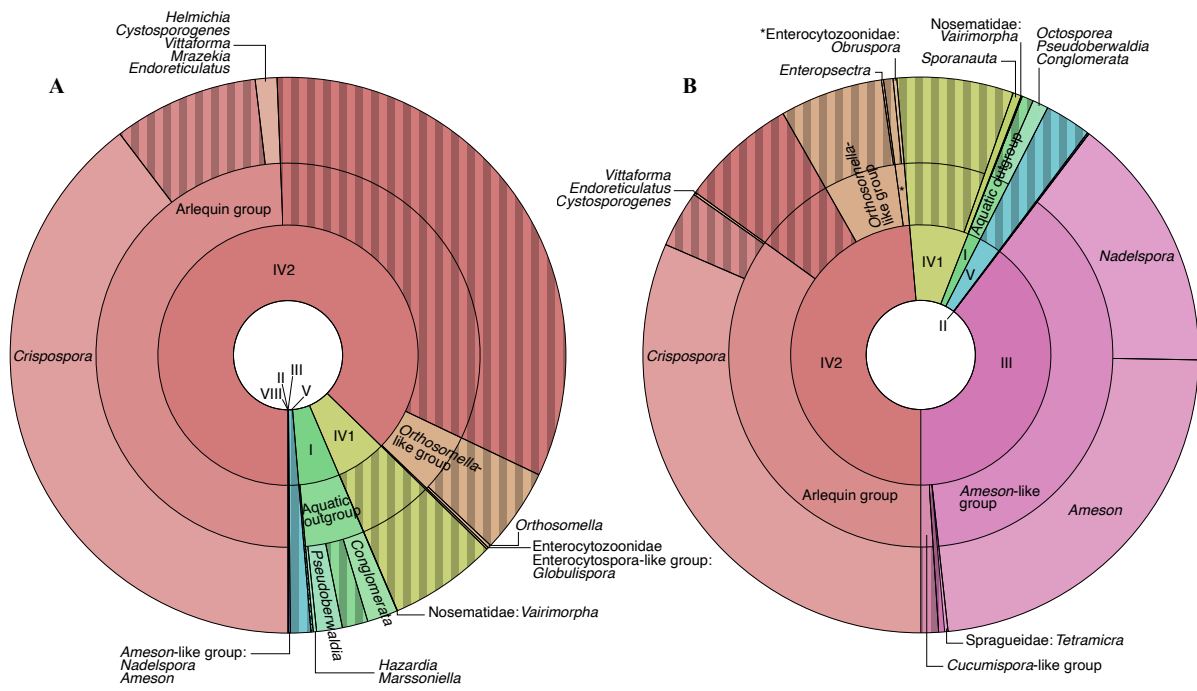 A
Helmichia
Cystosporogenes
Vittaforma
Mrazekia
Endoreticulatus
Arlequin group
IV2
Crispospora
III
II
V
VIII
IV1
I
Orthosomella-
like group
Aquatic
outgroup
Pseudoberwaldia
Conglomerata
Orthosomella
Enterocytozoonidae
Enterocytospora-like group:
Globulispora
Nosematidae: Vairimorpha
Hazardia
Marssoniella
Ameson-like group:
Nadelspora
Ameson
B
*Enterocytozoonidae:
Obruspora
Enteropsectra
Nosematidae:
Vairimorpha
Sporanauta
Octosporea
Pseudoberwaldia
Conglomerata
Vittaforma
Endoreticulatus
Cystosporogenes
Orthosomella-
like group
*
Aquatic outgroup
IV1
I
V
II
Nadelspora
Crispospora
IV2
III
Arlequin group
Ameson-like
group
Ameson
Spragueidae: Tetramicra
Cucumispora-like group